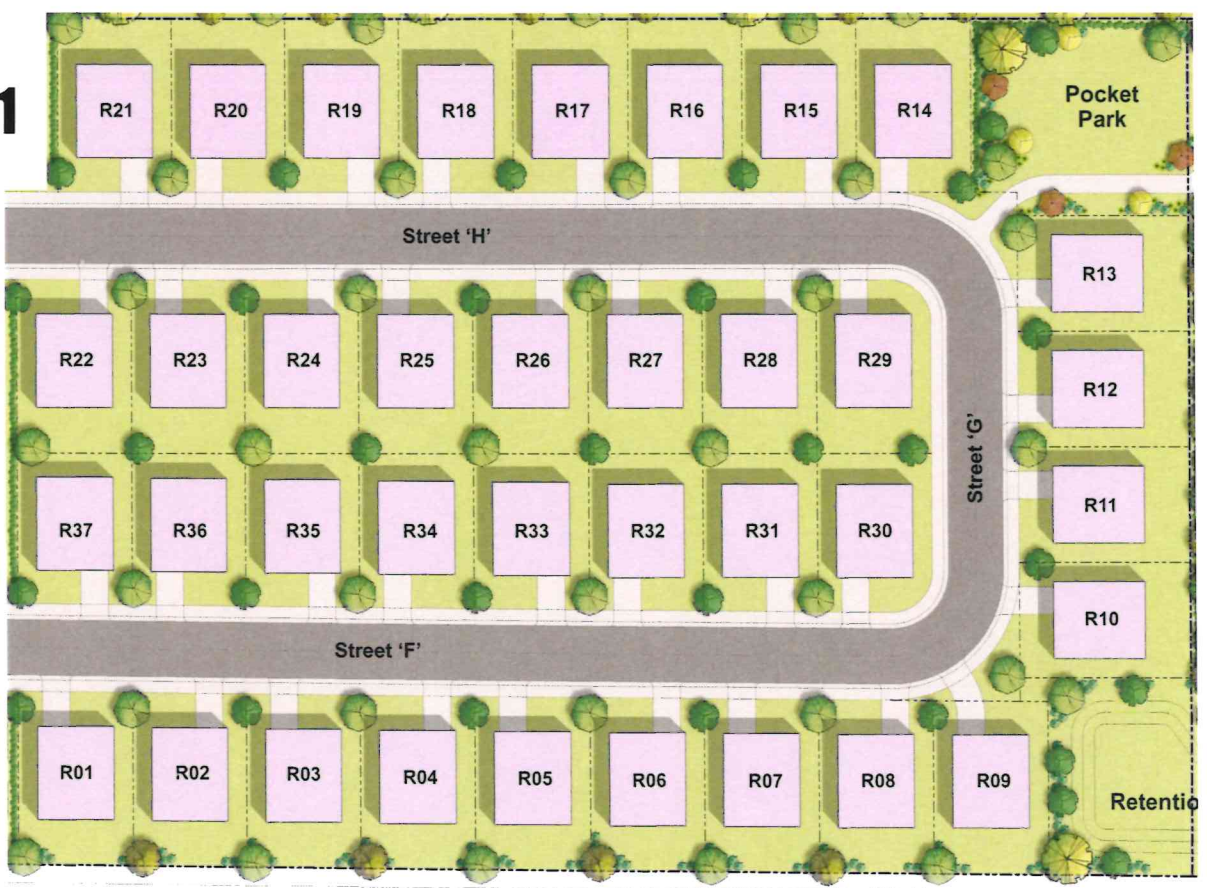 1
R21 R20 R19 R18 R17 R16 R15 R14
Pocket
Park
Street ‘H’
R13
R22 R23 R24 R25 R26 R27 R28 R29
R12
Street ‘G’
R37 R36 R35 R34 R33 R32 R31 R30
R11
R10
Street ‘F’
R01 R02 R03 R04 R05 R06 R07 R08 R09
Retentio